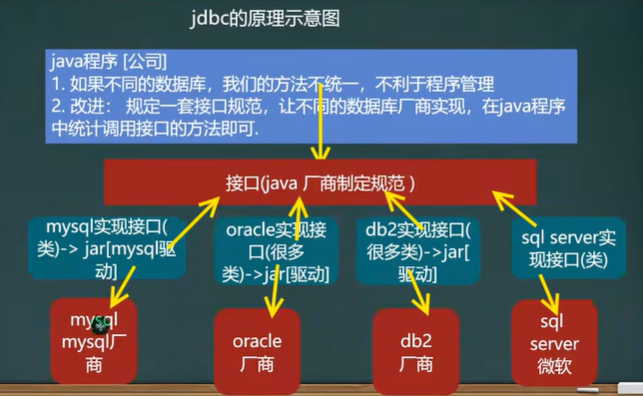 jdbc的原理示意图
java程序 [公司]
1. 如果不同的数据库，我们的方法不统一，不利于程序管理
2. 改进： 规定一套接口规范，让不同的数据库厂商实现，在java程序
中统计调用接口的方法即可.
接口(java 厂商制定规范 )
mysql实现接口(
类)-> jar[mysql驱
动]
oracle实现接
口(很多
类)->jar[驱动]
db2实现接口(
很多类)->jar[
驱动]
sql server实
现接口(类)
mysql
mysql厂
商
oracle
厂商
db2
厂商
sql
server
微软